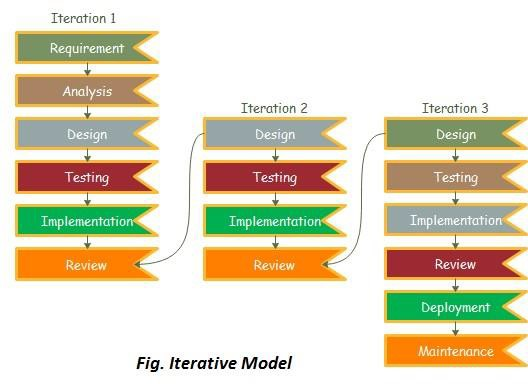 Iteration 1
Requirement
Analysis
Design
Testing
Implementation
Review
Iteration 2
Design
Testing
Implementation
Review
Iteration 3
Design
Testing
Implementation
Review
Deployment
Maintenance
Fig. Iterative Model